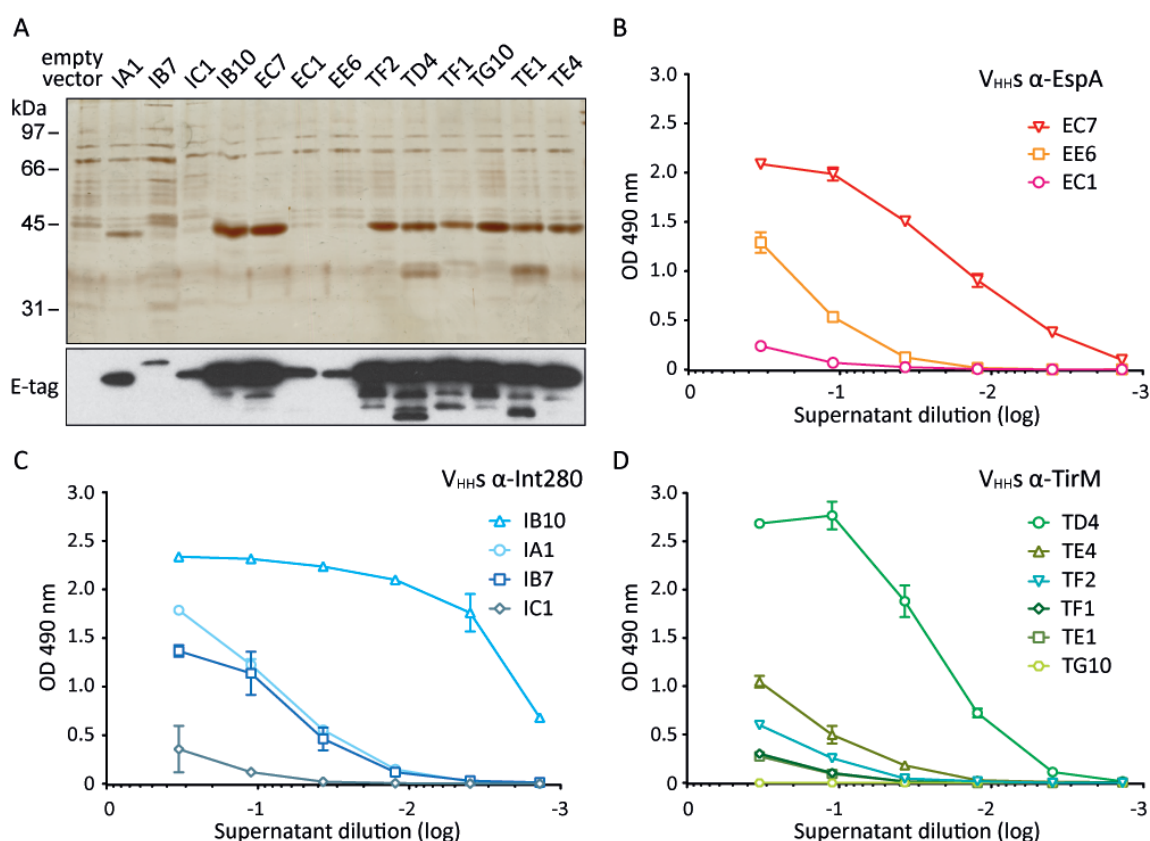 A
empty vector IA1 IB7 IC1 IB10 EC7 EC1 EE6 TF2 TD4 TF1 TG10 TE1 TE4
kDa
97
66
45
31
E-tag
B
VHHs α-EspA
EC7
EE6
EC1
3.0
2.5
2.0
1.5
1.0
0.5
0
OD 490 nm
-1 -2 -3
Supernatant dilution (log)
C
VHHs α-Int280
IB10
IA1
IB7
IC1
3.0
2.5
2.0
1.5
1.0
0.5
0
OD 490 nm
0 -1 -2 -3
Supernatant dilution (log)
D
VHHs α-TirM
TD4
TE4
TF2
TF1
TE1
TG10
3.0
2.5
2.0
1.5
1.0
0.5
0
OD 490 nm
0 -1 -2 -3
Supernatant dilution (log)